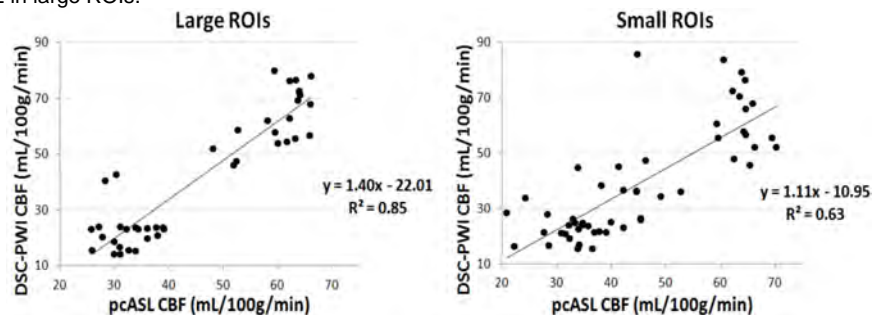 in large ROIs.
Large ROIs
DSC-PWI CBF (mL/100g/min)
90
70
50
30
10
20 30 40 50 60 70
pcASL CBF (mL/100g/min)
y = 1.40x - 22.01
R² = 0.85
Small ROIs
DSC-PWI CBF (mL/100g/min)
90
70
50
30
10
20 30 40 50 60 70
pcASL CBF (mL/100g/min)
y = 1.11x - 10.95
R² = 0.63